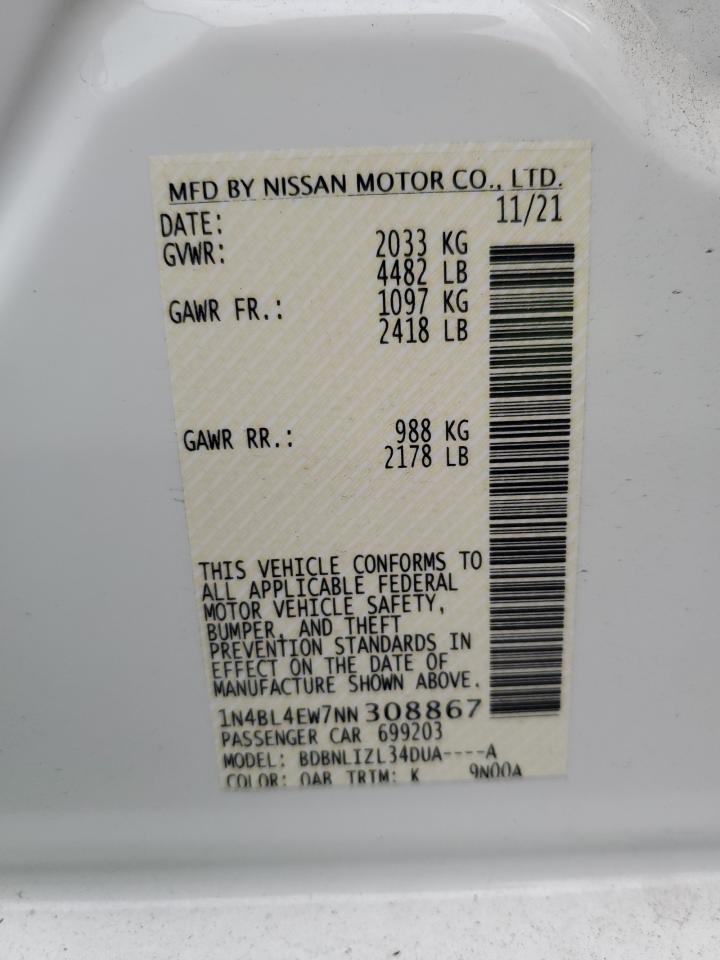 MFD BY NISSAN MOTOR CO., LTD.
DATE: 11/21
GVWR: 2033 KG
4482 LB
GAWR FR.: 1097 KG
2418 LB
GAWR RR.: 988 KG
2178 LB
THIS VEHICLE CONFORMS TO
ALL APPLICABLE FEDERAL
MOTOR VEHICLE SAFETY,
BUMPER, AND THEFT
PREVENTION STANDARDS IN
EFFECT ON THE DATE OF
MANUFACTURE SHOWN ABOVE.
1N4BL4EW7NN308867
PASSENGER CAR 699203
MODEL: BDBNLIZL34DUA----A
COLOR: QAB TRIM: K 9N00A